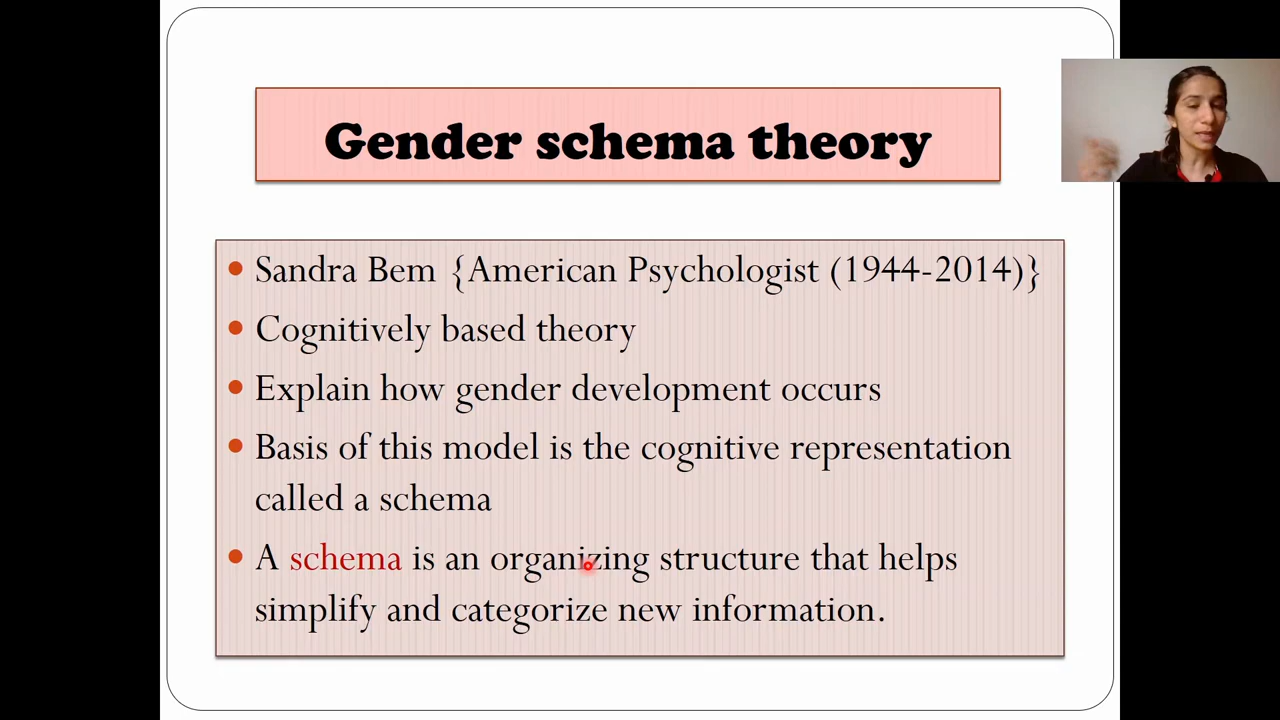 Gender schema theory
• Sandra Bem {American Psychologist (1944-2014)}
• Cognitively based theory
• Explain how gender development occurs
• Basis of this model is the cognitive representation
called a schema
• A schema is an organizing structure that helps
simplify and categorize new information.